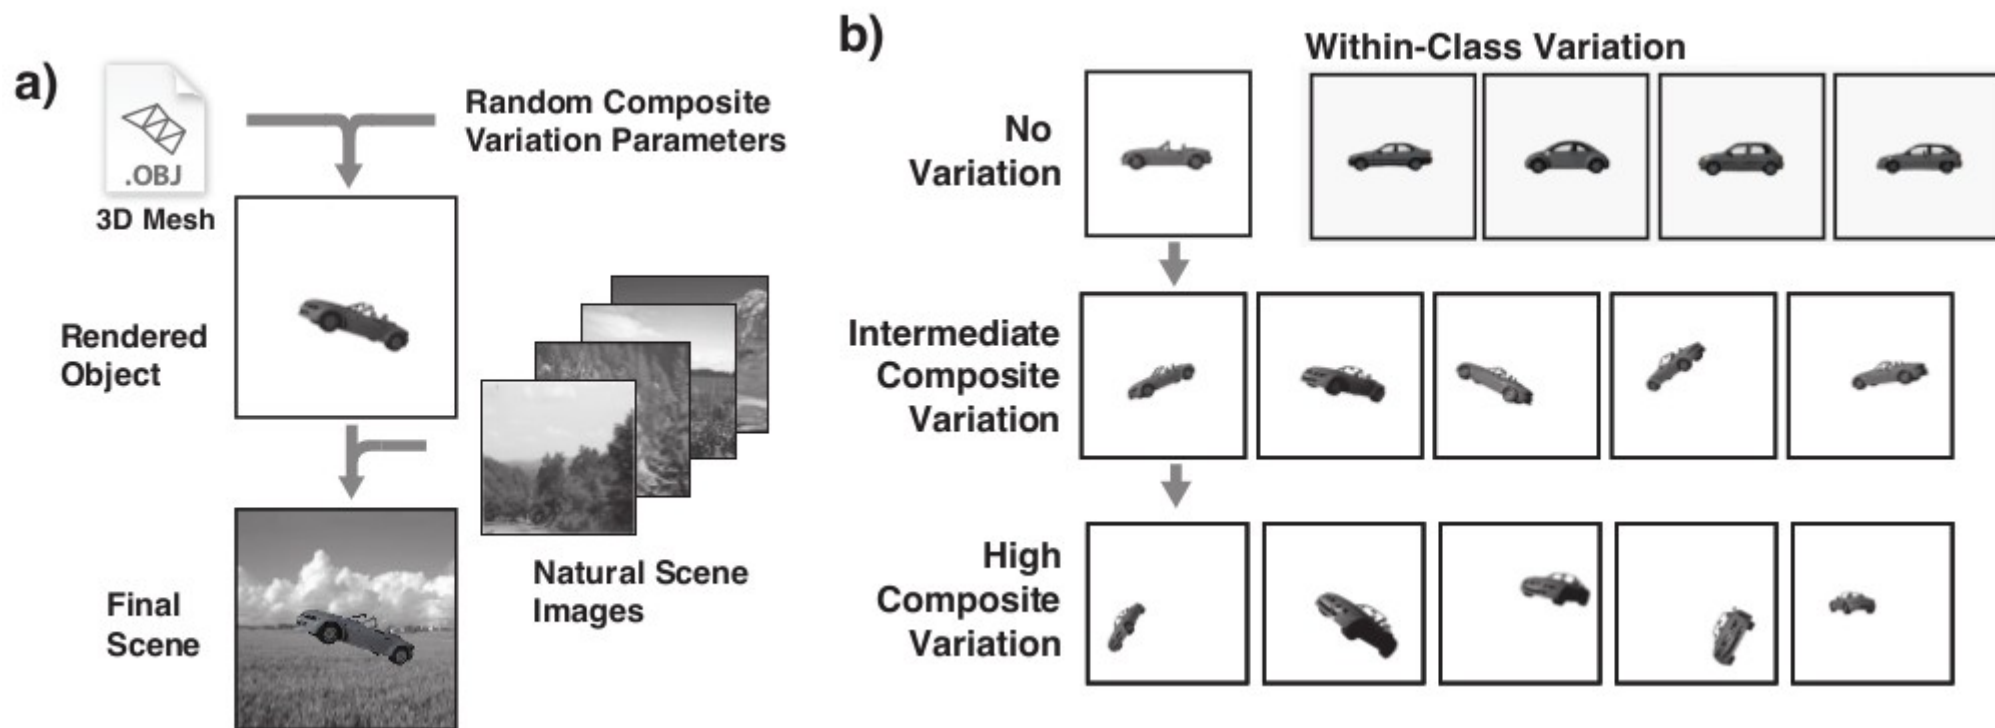 a)
.OBJ
3D Mesh
Random Composite
Variation Parameters
Rendered
Object
Natural Scene
Images
Final
Scene
b)
Within-Class Variation
No
Variation
Intermediate
Composite
Variation
High
Composite
Variation